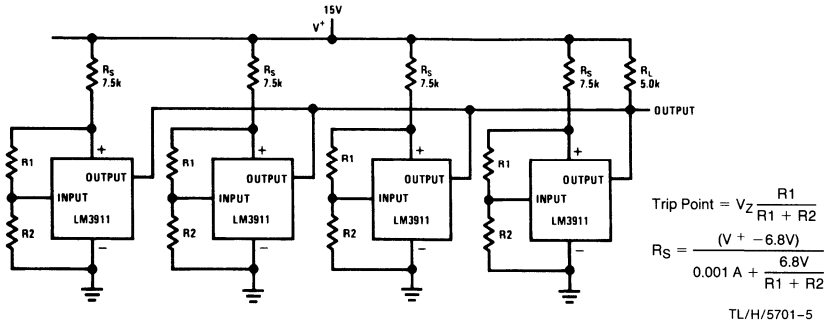 15V
V+
RS 7.5k
RS 7.5k
RS 7.5k
RS 7.5k
RL 5.0k
OUTPUT
R1
+
OUTPUT
INPUT
LM3911
R2
−
R1
+
OUTPUT
INPUT
LM3911
R2
−
R1
+
OUTPUT
INPUT
LM3911
R2
−
R1
+
OUTPUT
INPUT
LM3911
R2
−
Trip Point = VZ R1 / R1 + R2
RS = (V + −6.8V) / 0.001 A + 6.8V / R1 + R2
TL/H/5701–5